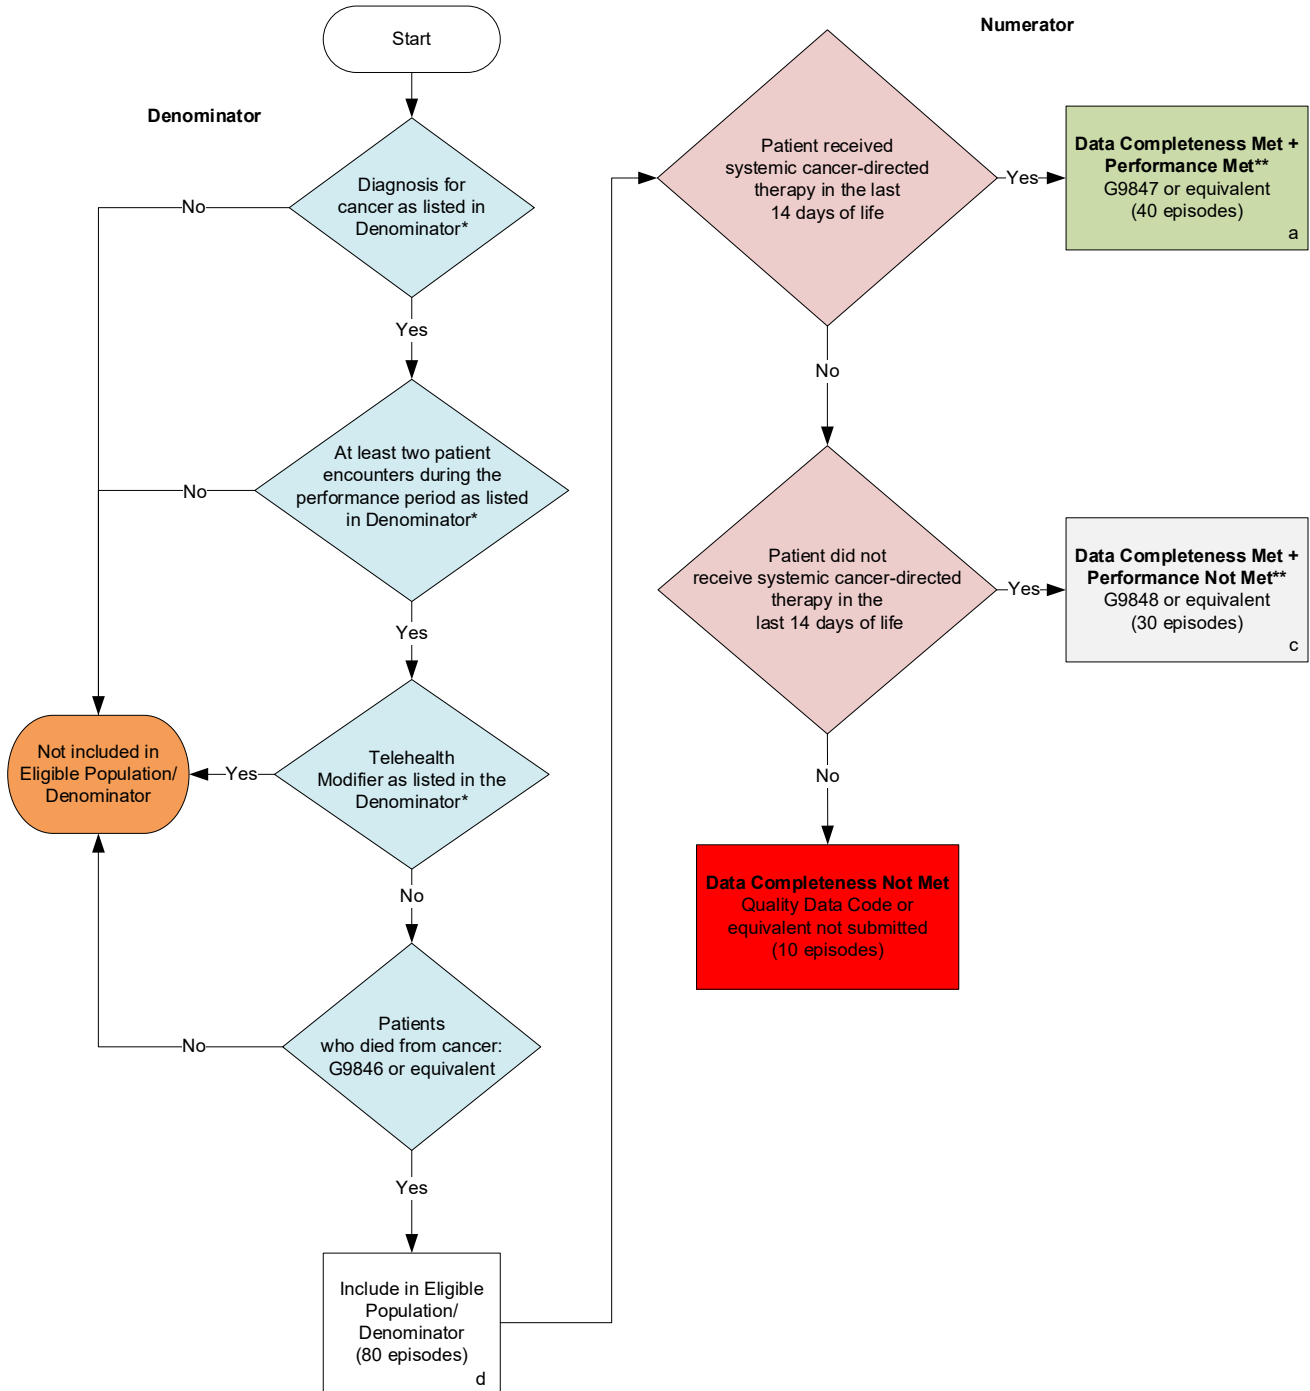 Start
Denominator
Diagnosis for
cancer as listed in
Denominator*
No
Yes
At least two patient
encounters during the
performance period as listed
in Denominator*
No
Yes
Telehealth
Modifier as listed in the
Denominator*
Yes
Not included in
Eligible Population/
Denominator
No
Patients
who died from cancer:
G9846 or equivalent
No
Yes
Include in Eligible
Population/
Denominator
(80 episodes)
d
Numerator
Patient received
systemic cancer-directed
therapy in the last
14 days of life
Yes
Data Completeness Met +
Performance Met**
G9847 or equivalent
(40 episodes)
a
No
Patient did not
receive systemic cancer-directed
therapy in the
last 14 days of life
Yes
Data Completeness Met +
Performance Not Met**
G9848 or equivalent
(30 episodes)
c
No
Data Completeness Not Met
Quality Data Code or
equivalent not submitted
(10 episodes)